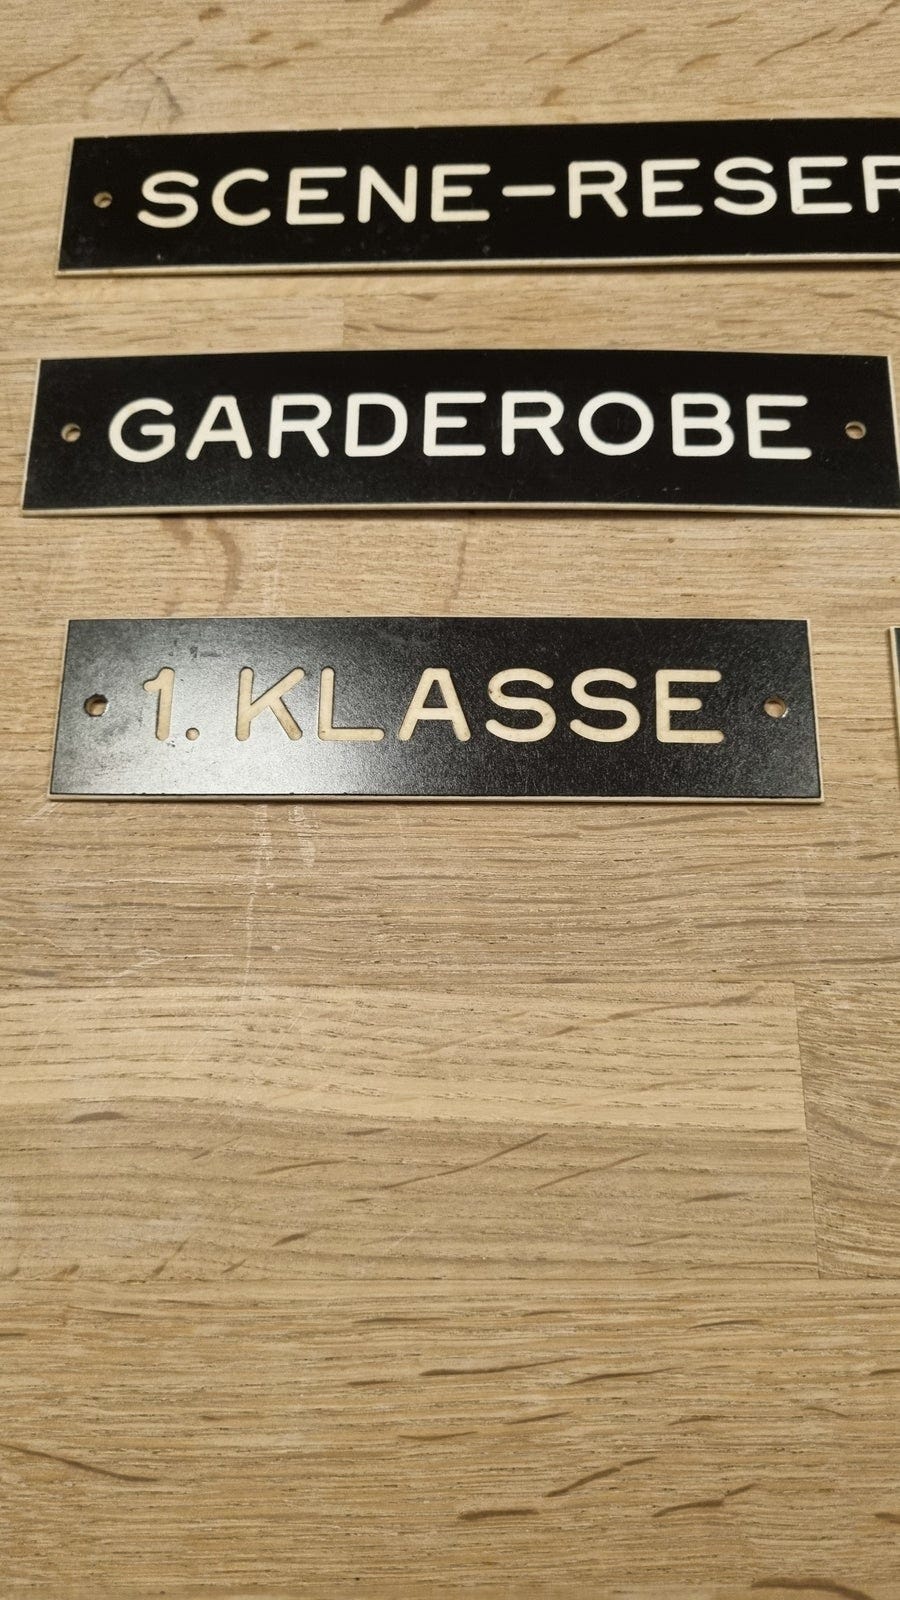 SCENE-RESER
GARDEROBE
1. KLASSE